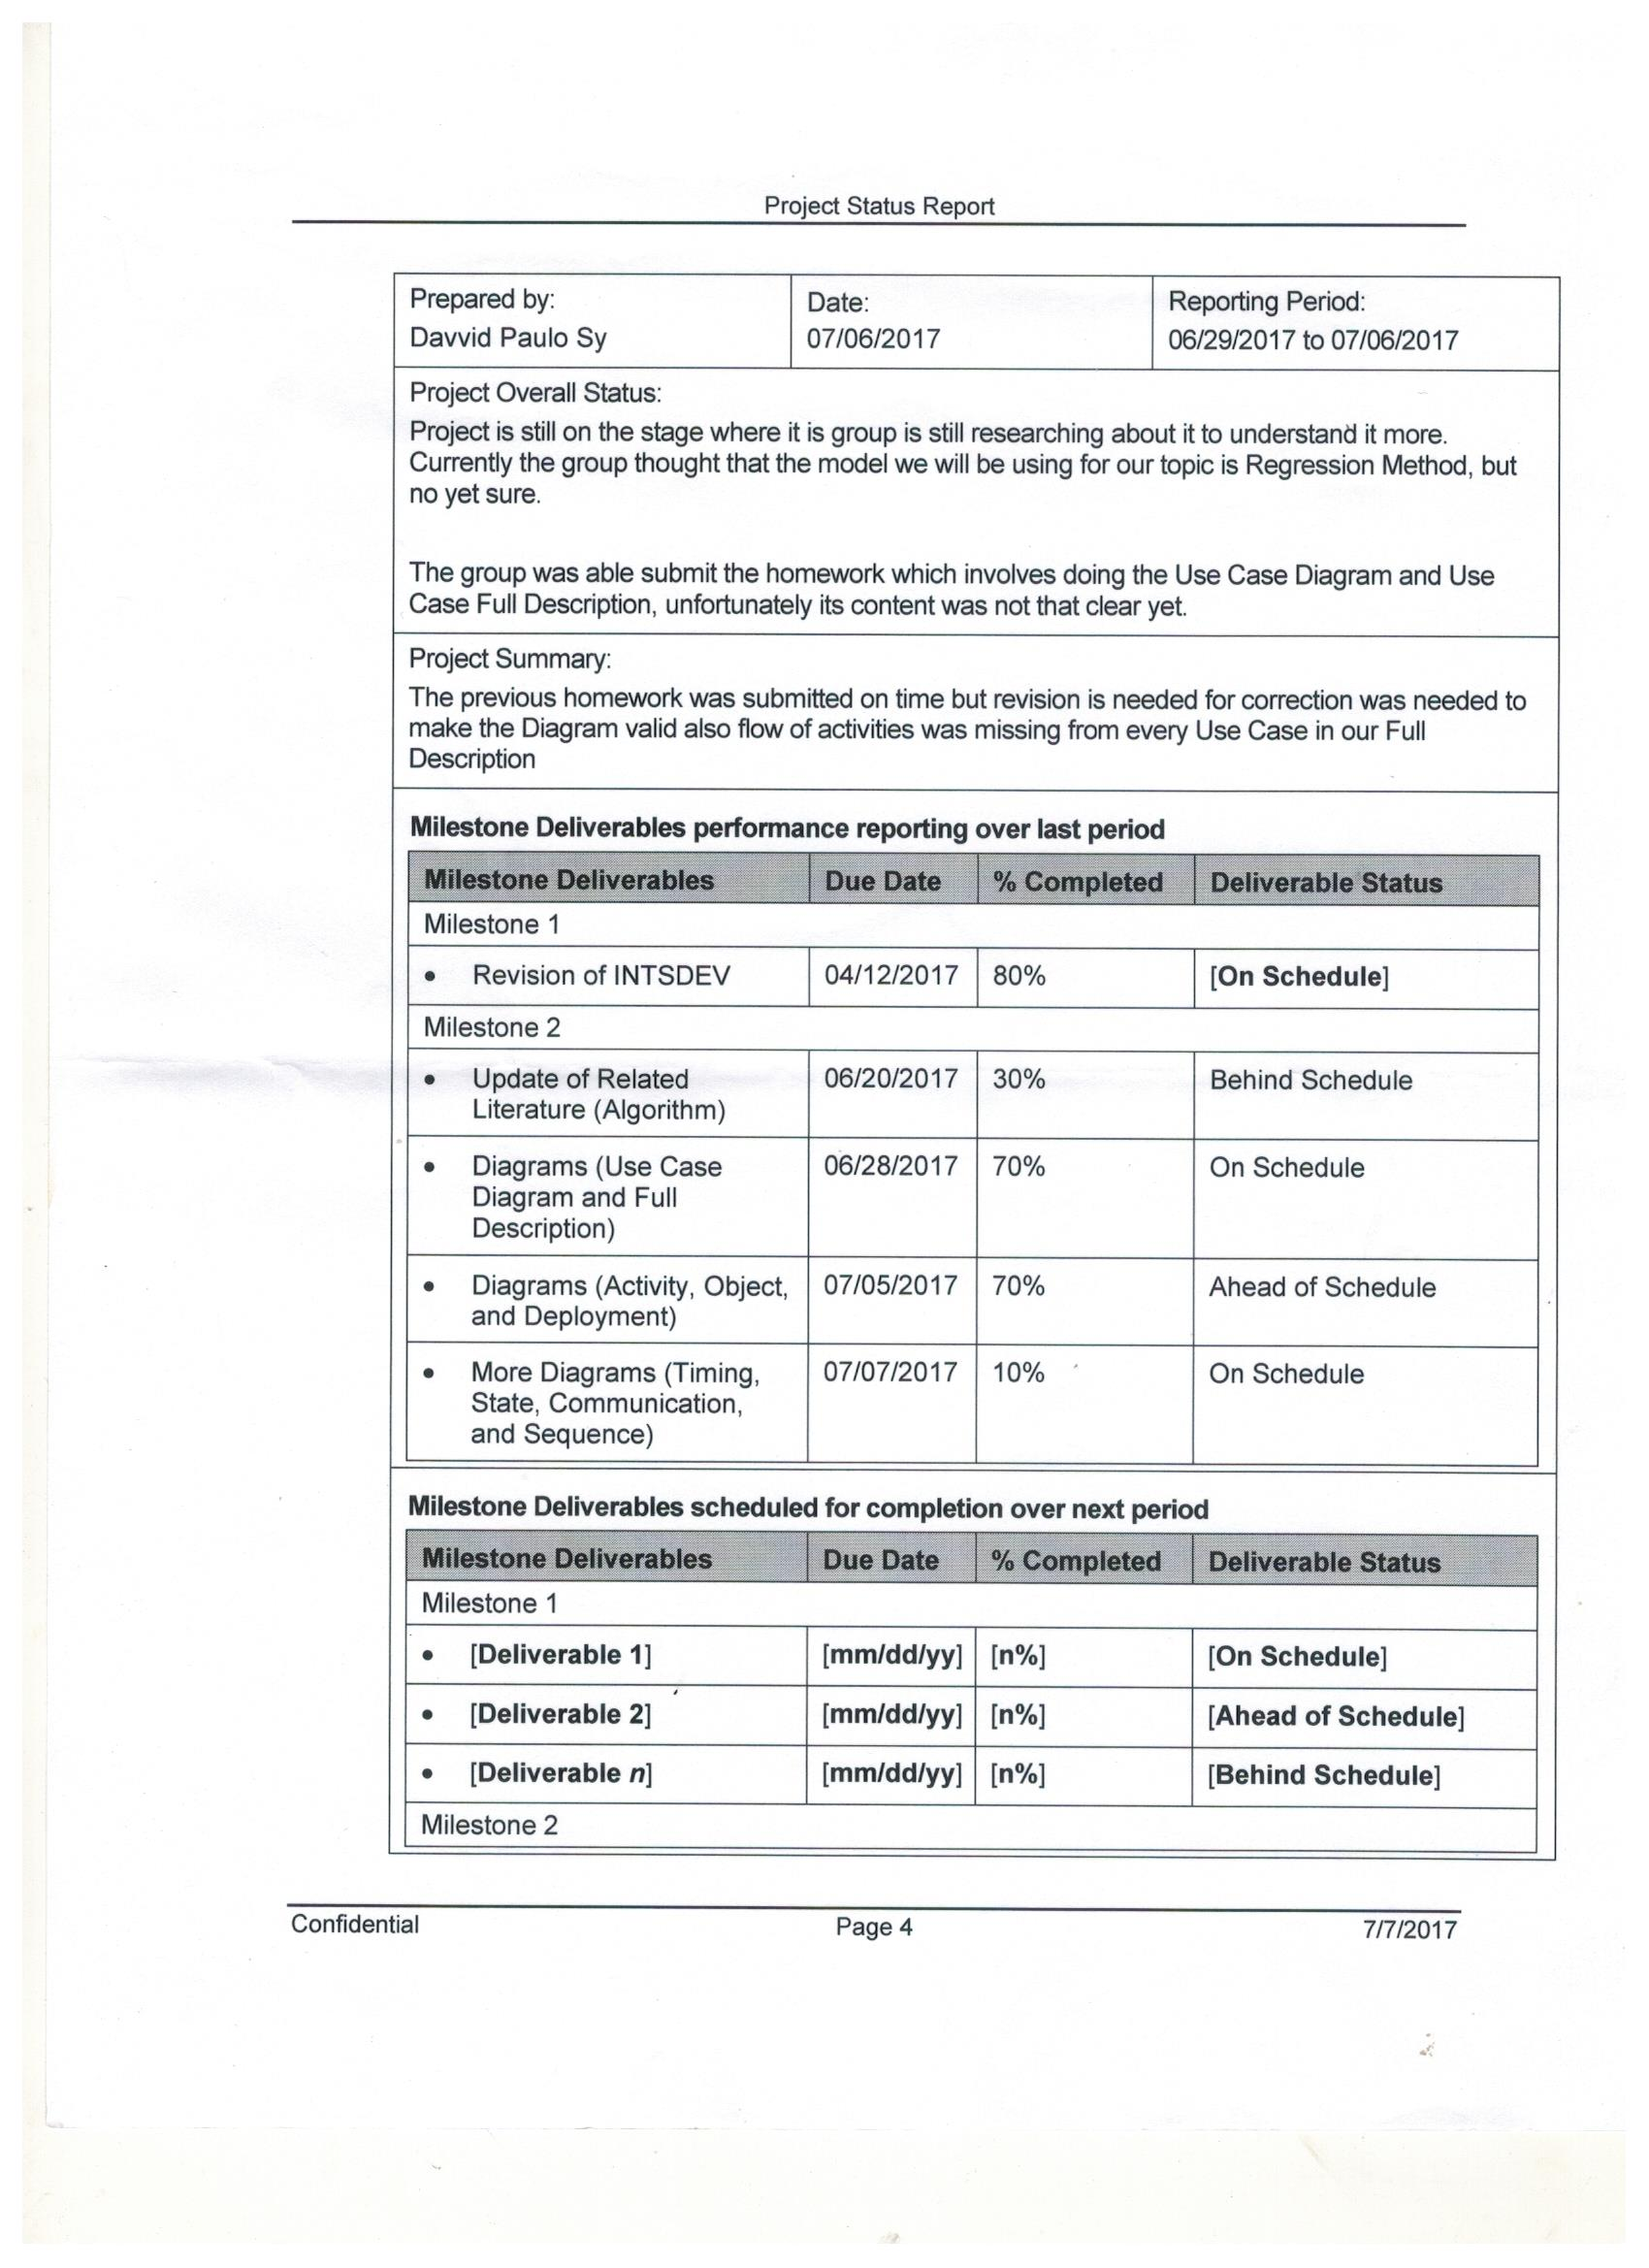 Project Status Report
Prepared by:
Davvid Paulo Sy
Date:
07/06/2017
Reporting Period:
06/29/2017 to 07/06/2017
Project Overall Status:
Project is still on the stage where it is group is still researching about it to understand it more.
Currently the group thought that the model we will be using for our topic is Regression Method, but
no yet sure.
The group was able submit the homework which involves doing the Use Case Diagram and Use
Case Full Description, unfortunately its content was not that clear yet.
Project Summary:
The previous homework was submitted on time but revision is needed for correction was needed to
make the Diagram valid also flow of activities was missing from every Use Case in our Full
Description
Milestone Deliverables performance reporting over last period
Milestone Deliverables Due Date % Completed Deliverable Status
Milestone 1
• Revision of INTSDEV 04/12/2017 80% [On Schedule]
Milestone 2
• Update of Related 06/20/2017 30% Behind Schedule
Literature (Algorithm)
• Diagrams (Use Case 06/28/2017 70% On Schedule
Diagram and Full
Description)
• Diagrams (Activity, Object, 07/05/2017 70% Ahead of Schedule
and Deployment)
• More Diagrams (Timing, 07/07/2017 10% On Schedule
State, Communication,
and Sequence)
Milestone Deliverables scheduled for completion over next period
Milestone Deliverables Due Date % Completed Deliverable Status
Milestone 1
• [Deliverable 1] [mm/dd/yy] [n%] [On Schedule]
• [Deliverable 2] [mm/dd/yy] [n%] [Ahead of Schedule]
• [Deliverable n] [mm/dd/yy] [n%] [Behind Schedule]
Milestone 2
Confidential Page 4 7/7/2017